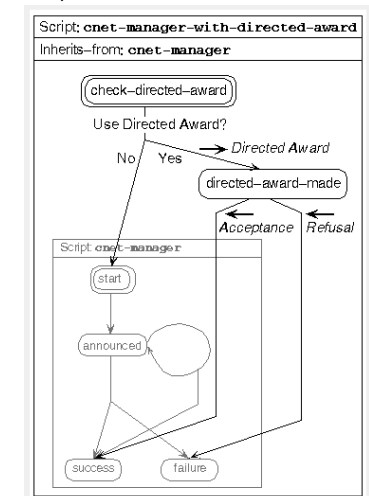 Script: cnet-manager-with-directed-award
Inherits-from: cnet-manager
check-directed-award
Use Directed Award?
No Yes Directed Award
directed-award-made
Acceptance Refusal
Script: cnet-manager
start
announced
success failure